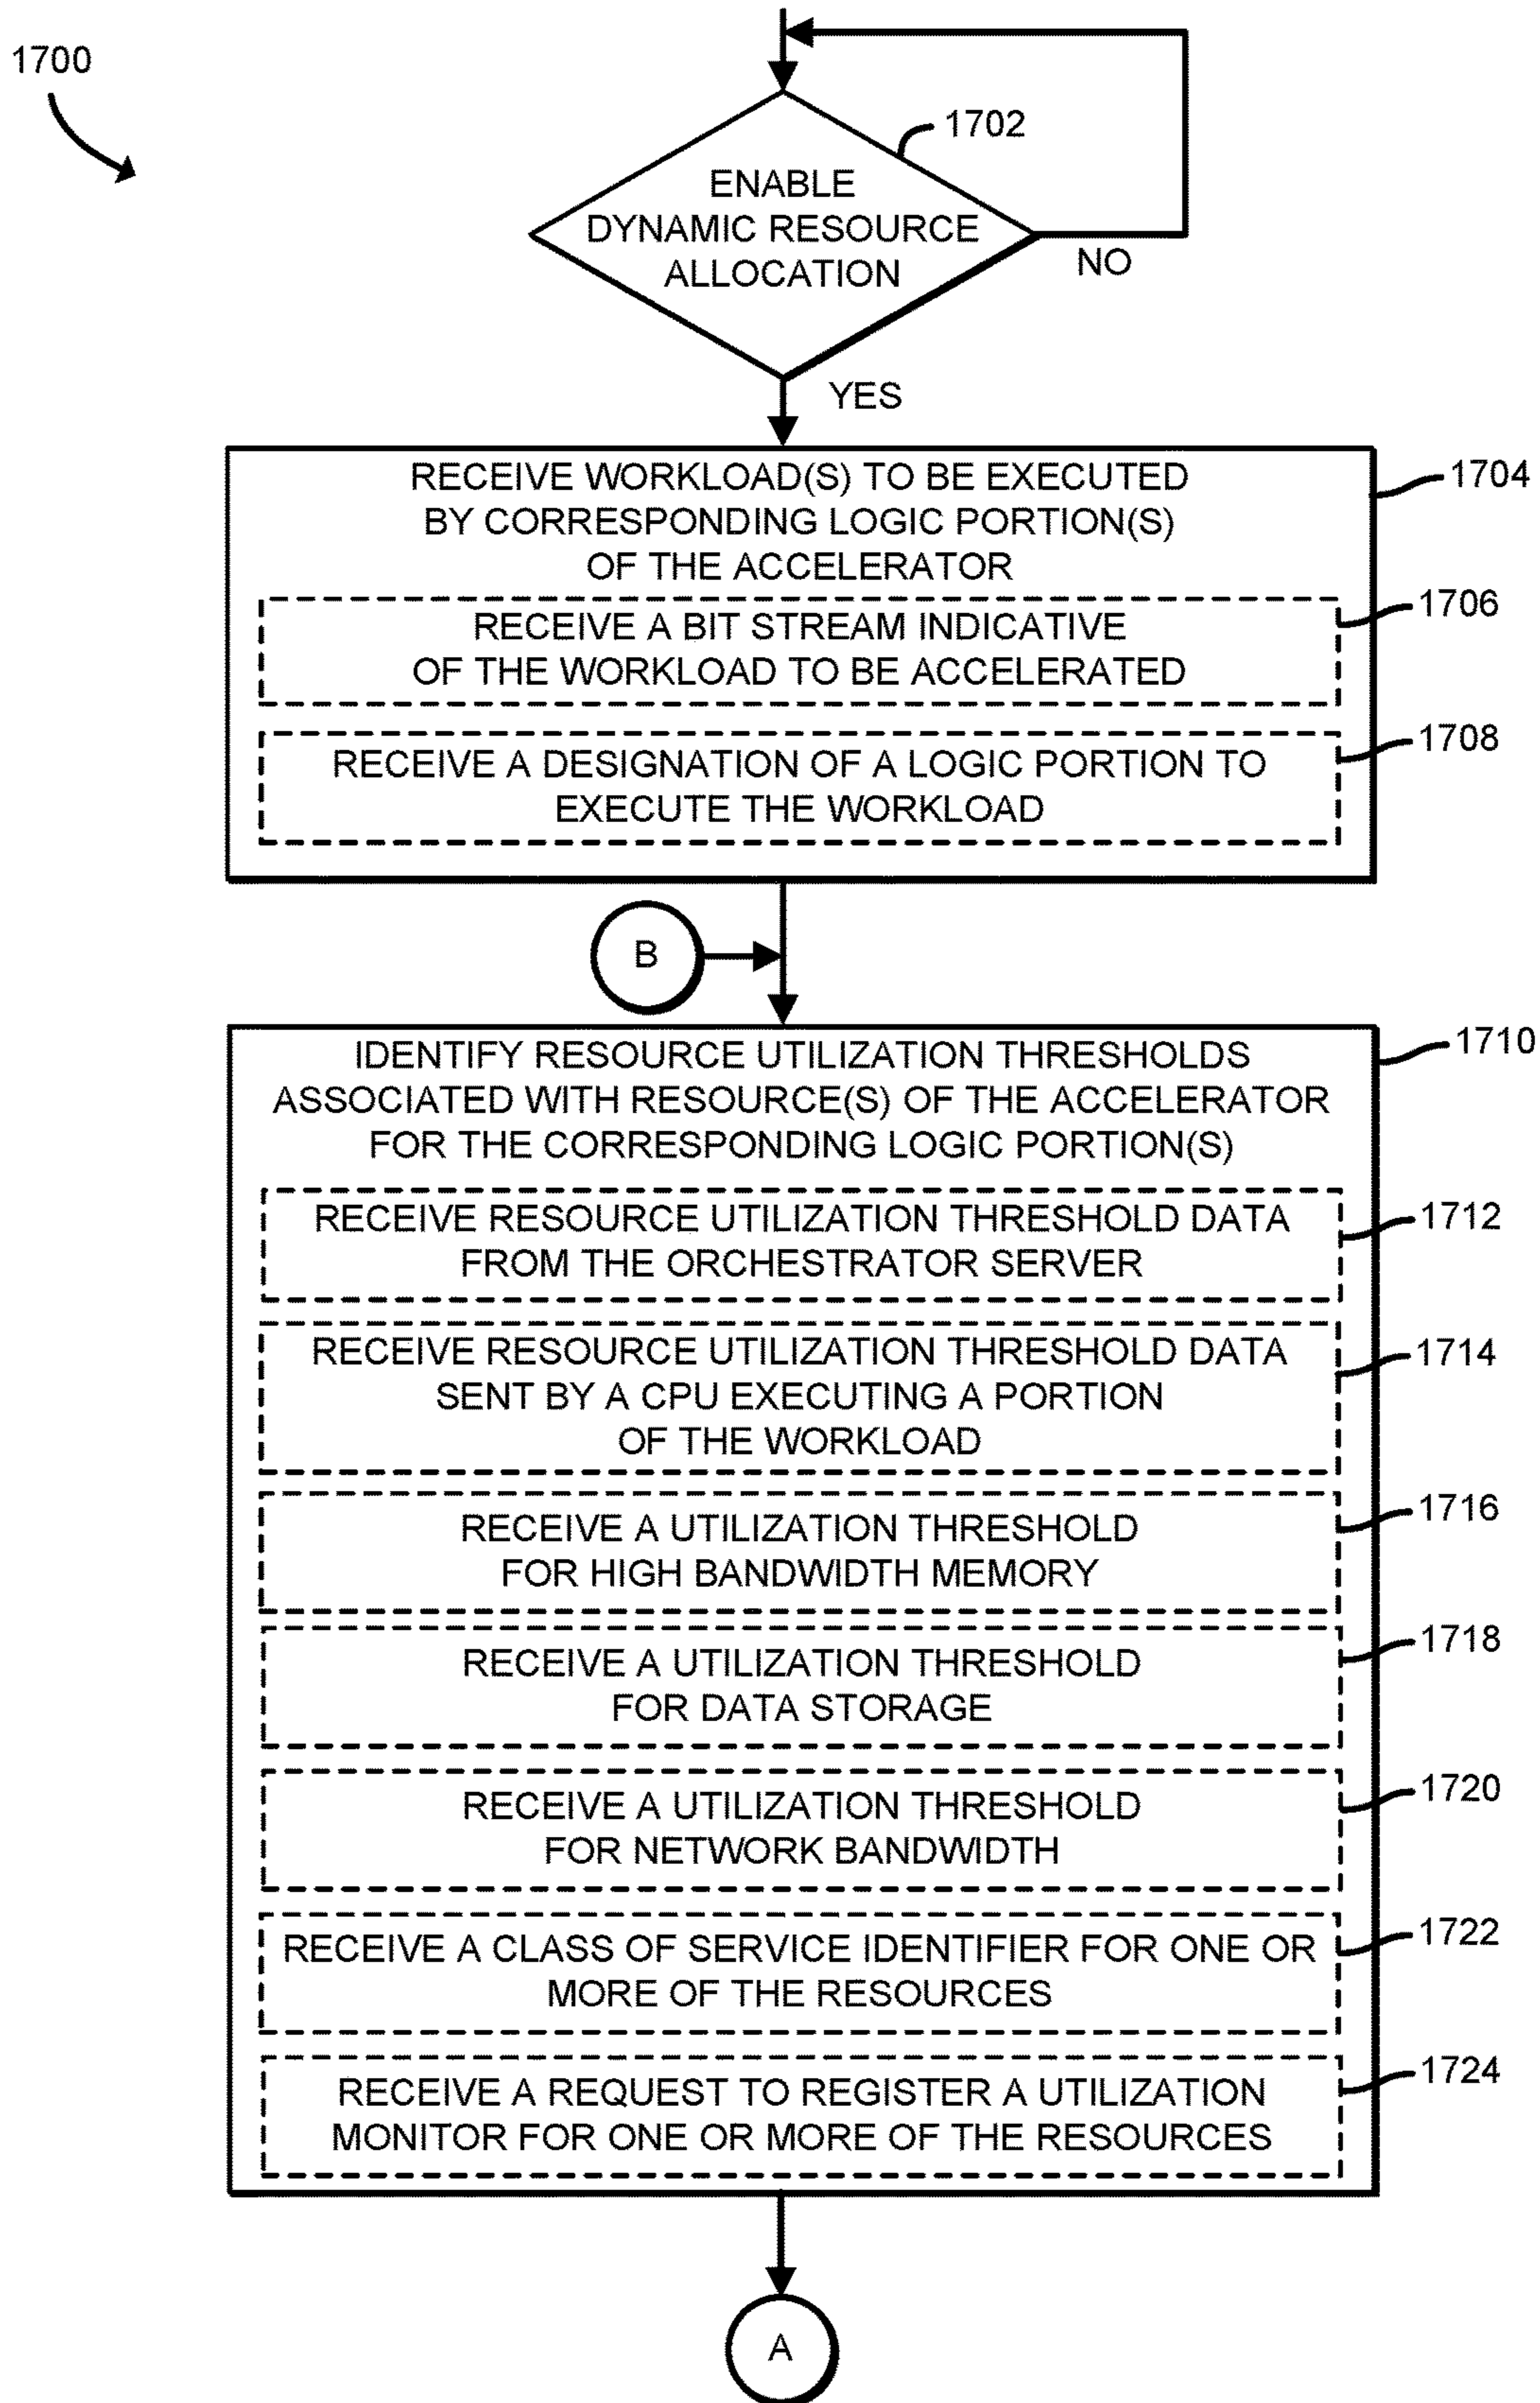 1700
1702
ENABLE
DYNAMIC RESOURCE
ALLOCATION
NO
YES
RECEIVE WORKLOAD(S) TO BE EXECUTED
BY CORRESPONDING LOGIC PORTION(S)
OF THE ACCELERATOR
1704
RECEIVE A BIT STREAM INDICATIVE
OF THE WORKLOAD TO BE ACCELERATED
1706
RECEIVE A DESIGNATION OF A LOGIC PORTION TO
EXECUTE THE WORKLOAD
1708
B
IDENTIFY RESOURCE UTILIZATION THRESHOLDS
ASSOCIATED WITH RESOURCE(S) OF THE ACCELERATOR
FOR THE CORRESPONDING LOGIC PORTION(S)
1710
RECEIVE RESOURCE UTILIZATION THRESHOLD DATA
FROM THE ORCHESTRATOR SERVER
1712
RECEIVE RESOURCE UTILIZATION THRESHOLD DATA
SENT BY A CPU EXECUTING A PORTION
OF THE WORKLOAD
1714
RECEIVE A UTILIZATION THRESHOLD
FOR HIGH BANDWIDTH MEMORY
1716
RECEIVE A UTILIZATION THRESHOLD
FOR DATA STORAGE
1718
RECEIVE A UTILIZATION THRESHOLD
FOR NETWORK BANDWIDTH
1720
RECEIVE A CLASS OF SERVICE IDENTIFIER FOR ONE OR
MORE OF THE RESOURCES
1722
RECEIVE A REQUEST TO REGISTER A UTILIZATION
MONITOR FOR ONE OR MORE OF THE RESOURCES
1724
A